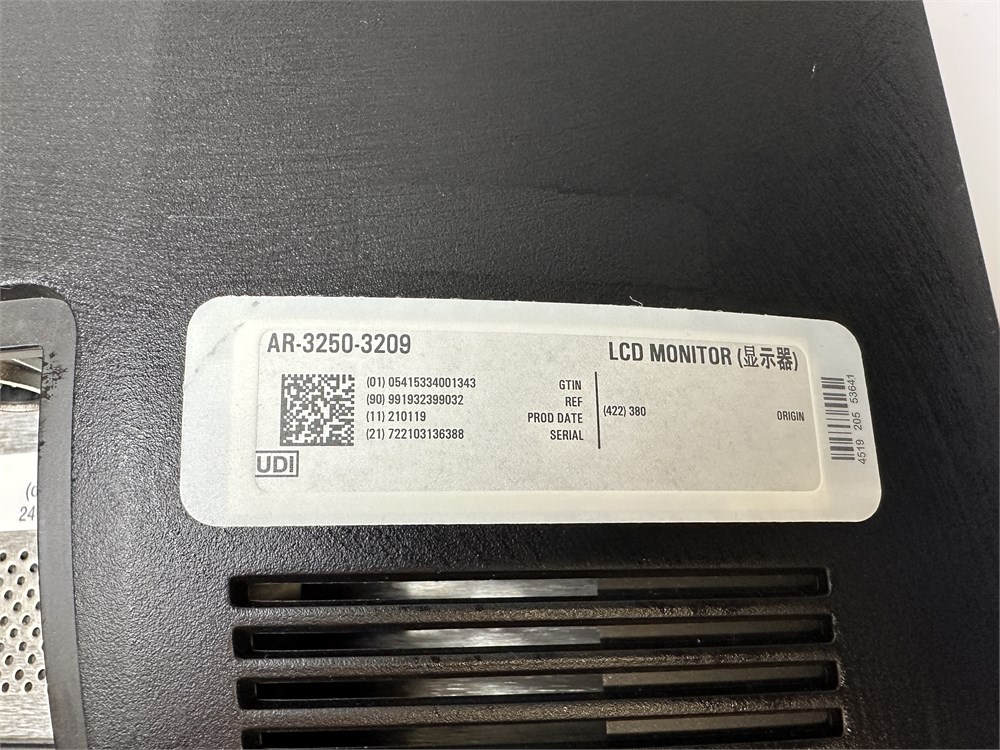 AR-3250-3209
LCD MONITOR (显示器)
(01) 05415334001343 GTIN
(90) 991932399032 REF
(11) 210119 PROD DATE
(21) 722103136388 SERIAL
(422) 380 ORIGIN
UDI
4519 205 53641
24